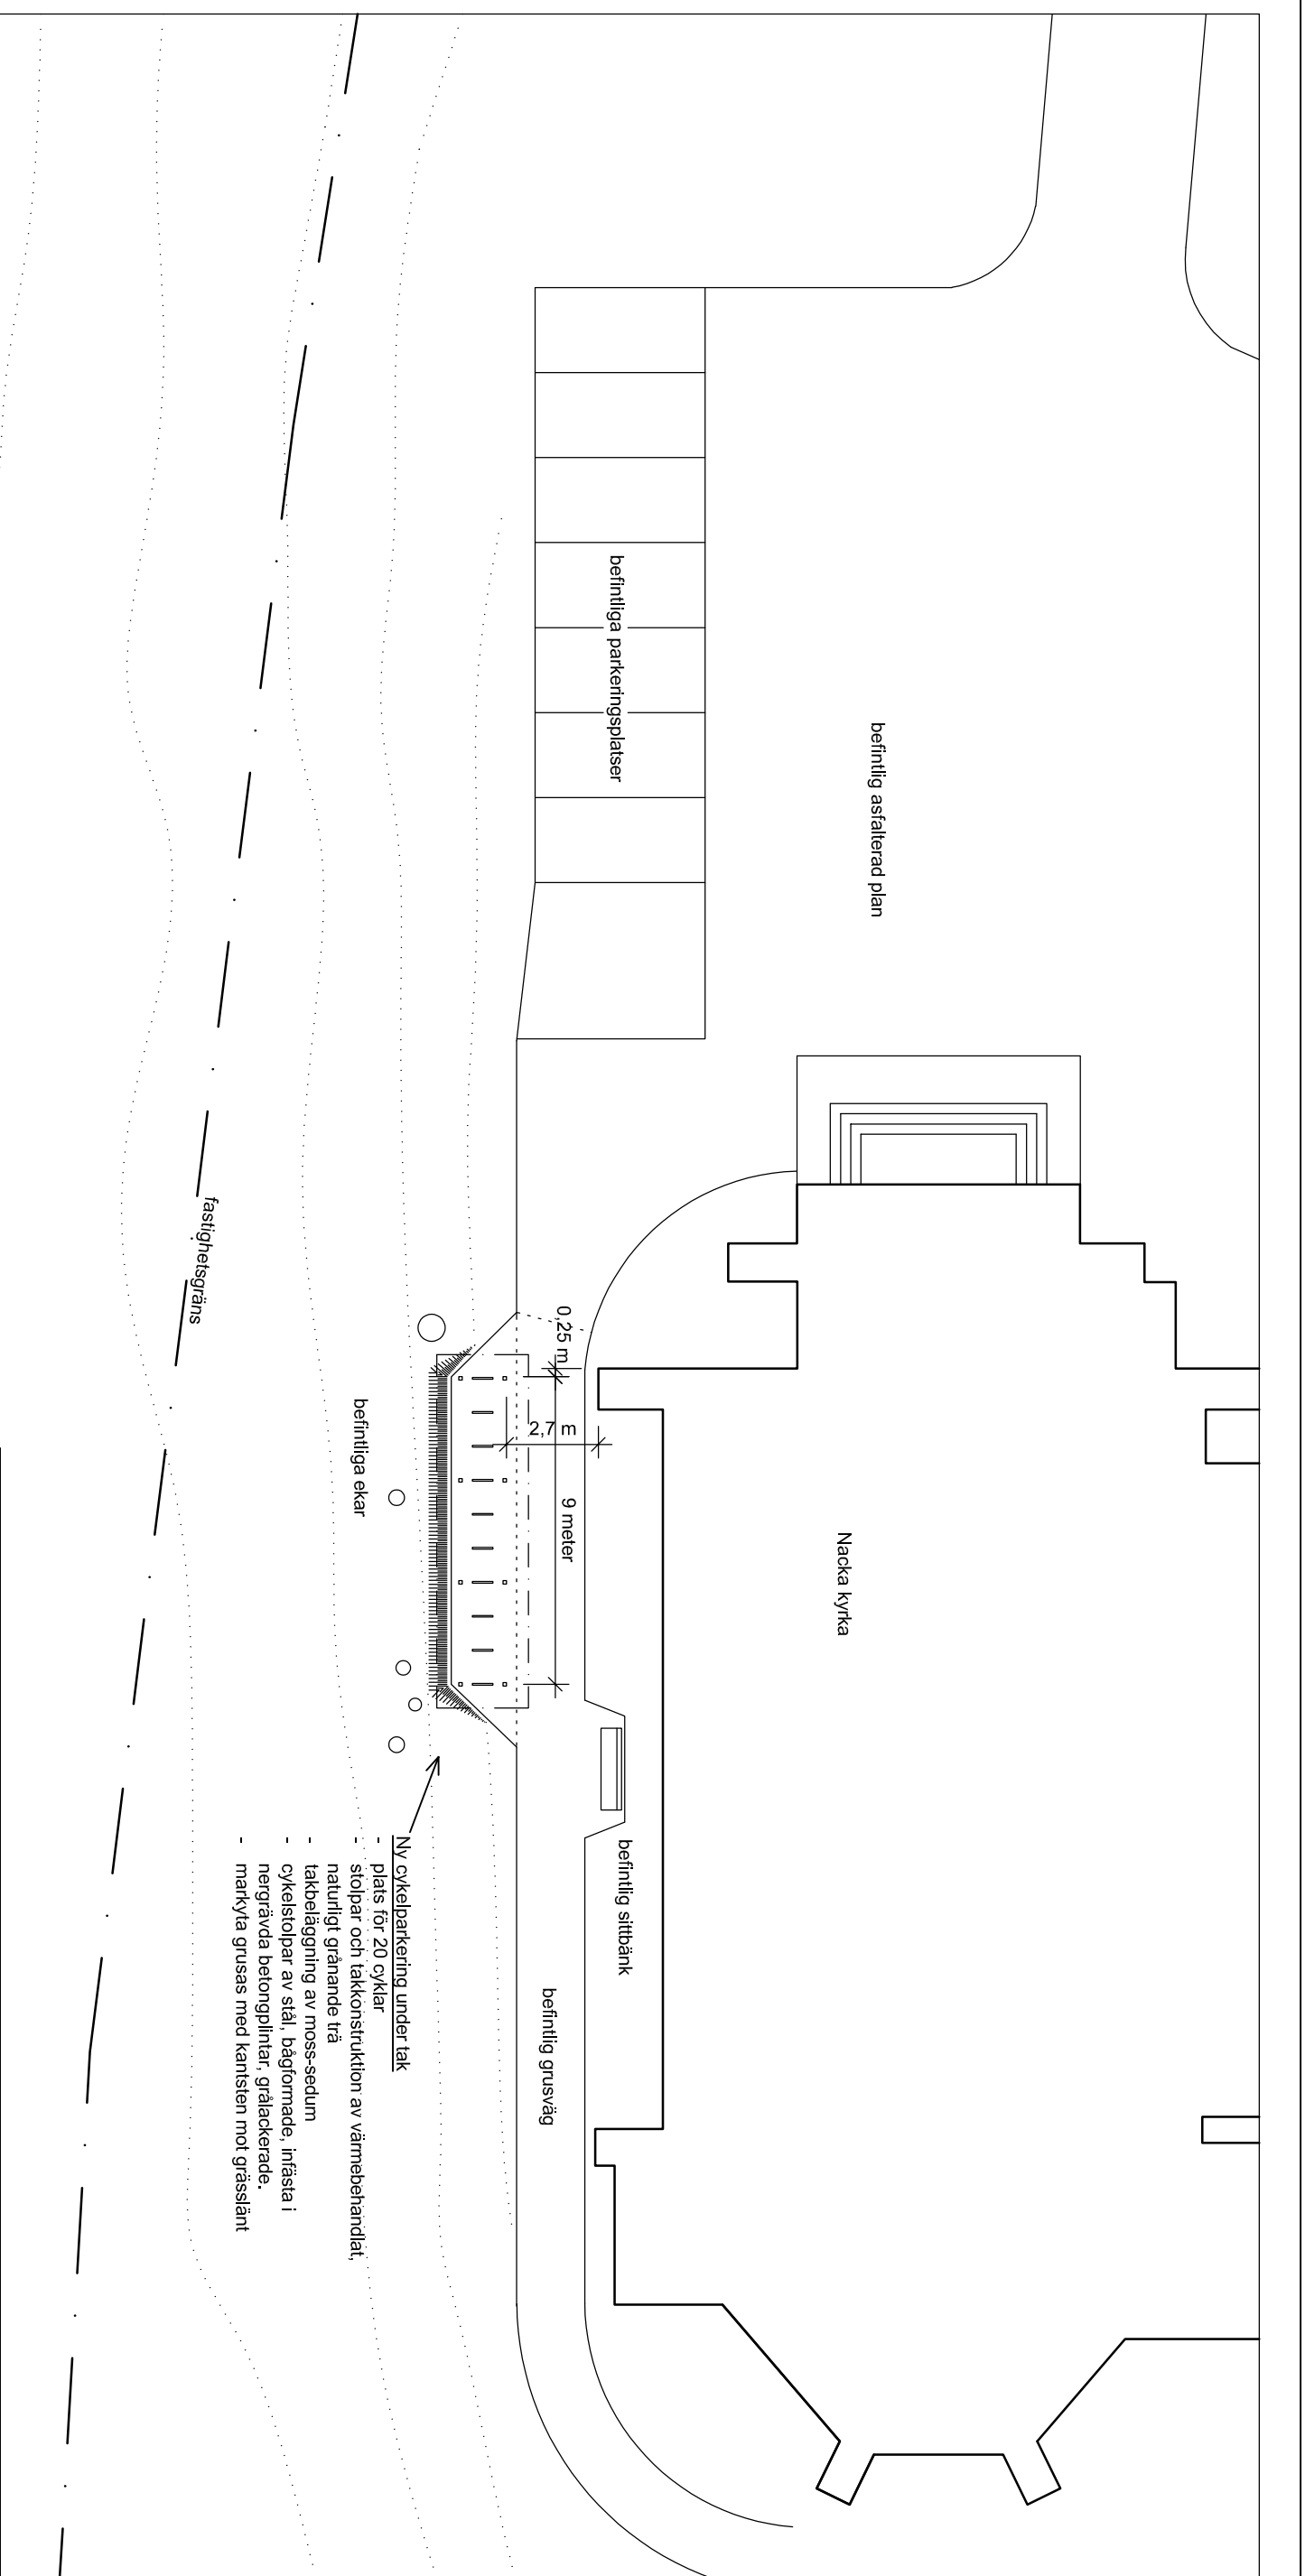 befintlig asfalterad plan
befintliga parkeringsplatser
Nacka kyrka
0,25 m
2,7 m
9 meter
befintlig sittbänk
befintlig grusväg
befintliga ekar
fastighetsgräns
Ny cykelparkering under tak
- plats för 20 cyklar
- stolpar och takkonstruktion av värmebehandlat,
naturligt grånande trä
- takbeläggning av moss-sedum
- cykelstolpar av stål, bågformade, infästa i
nergrävda betongplintar, grålackerade.
- markyta grusas med kantsten mot grässlänt